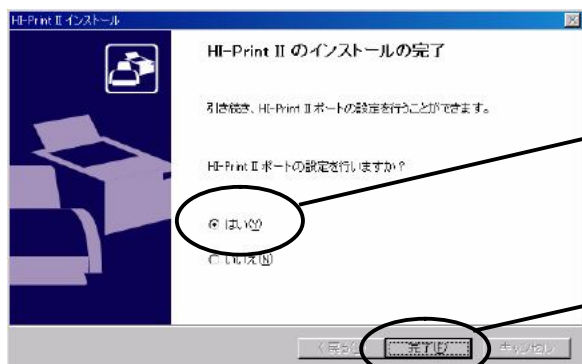 HI-Print II インストール
HI-Print II のインストールの完了
引き続き、HI-Print II ポートの設定を行うことができます。
HI-Print II ポートの設定を行いますか?
はい(Y)
いいえ(N)
< 戻る(B)
完了(F)
キャンセル